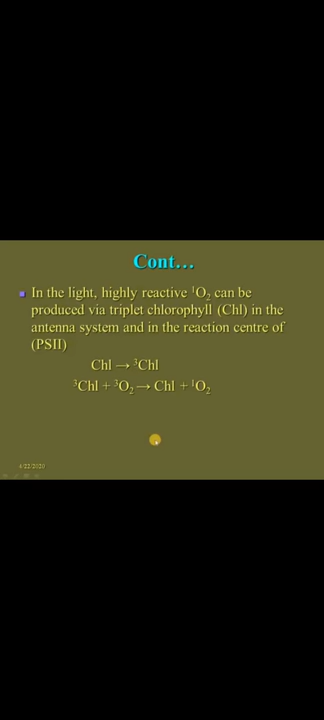 Cont…
In the light, highly reactive ¹O₂ can be
produced via triplet chlorophyll (Chl) in the
antenna system and in the reaction centre of
(PSII)
Chl → ³Chl
³Chl + ³O₂ → Chl + ¹O₂
4/22/2020